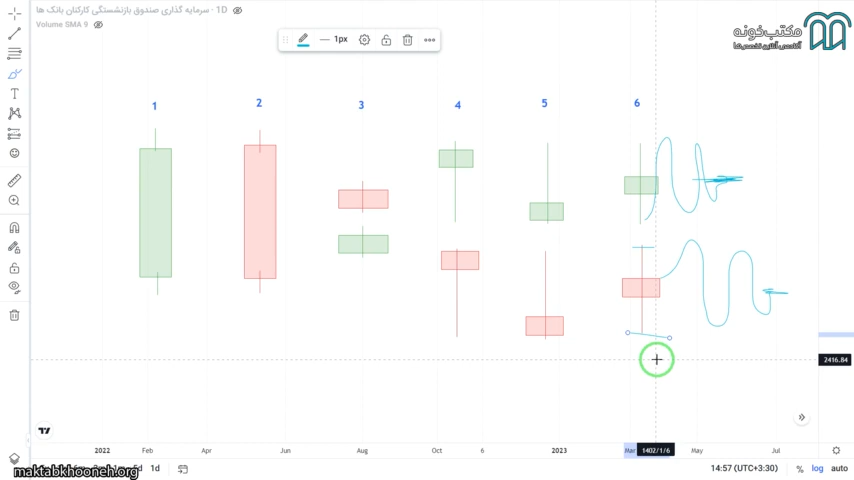 سرمایه گذاری صندوق بازنشستگی کارکنان بانک ها · 1D
Volume SMA 9
1px
مکتب‌خونه
آکادمی آنلاین تخصص‌ها
1
2
3
4
5
6
2416.84
2022
Feb
Apr
Jun
Aug
Oct
6
2023
Mar
1402/1/6
May
Jul
1d
14:57 (UTC+3:30)
%
log
auto
maktabkhooneh.org